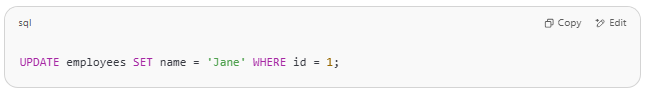 sql Copy Edit
UPDATE employees SET name = 'Jane' WHERE id = 1;